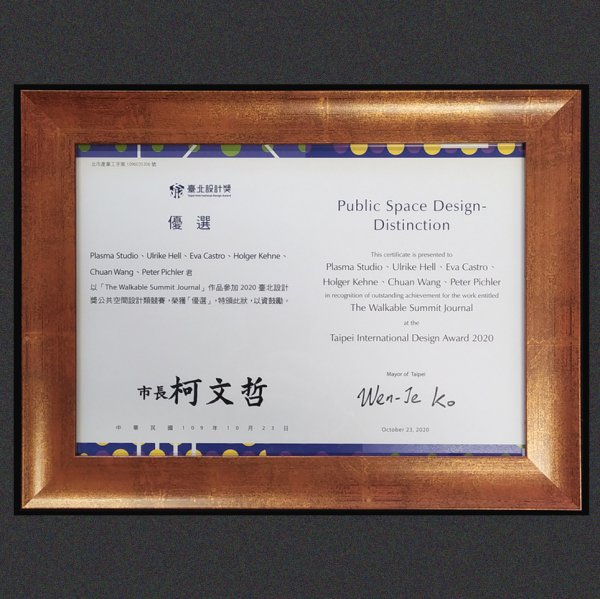 臺北設計獎
Taipei International Design Award
優選
Plasma Studio、Ulrike Hell、Eva Castro、Holger Kehne、
Chuan Wang、Peter Pichler 君
以「The Walkable Summit Journal」作品參加 2020 臺北設計
獎公共空間設計類競賽，榮獲「優選」，特頒此狀，以資鼓勵。
市長 柯文哲
中華民國109年10月23日
Public Space Design-
Distinction
This certificate is presented to
Plasma Studio、Ulrike Hell、Eva Castro、
Holger Kehne、Chuan Wang、Peter Pichler
in recognition of outstanding achievement for the work entitled
The Walkable Summit Journal
at the
Taipei International Design Award 2020
Mayor of Taipei
Wen-Je Ko
October 23, 2020